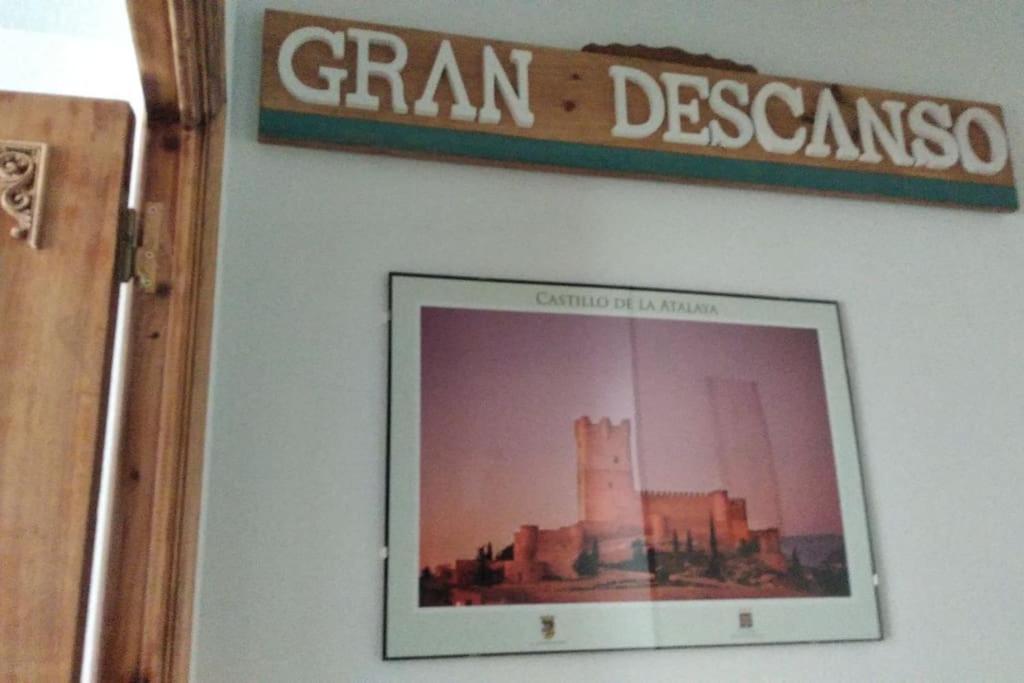 GRAN DESCANSO
CASTILLO DE LA ATALAYA